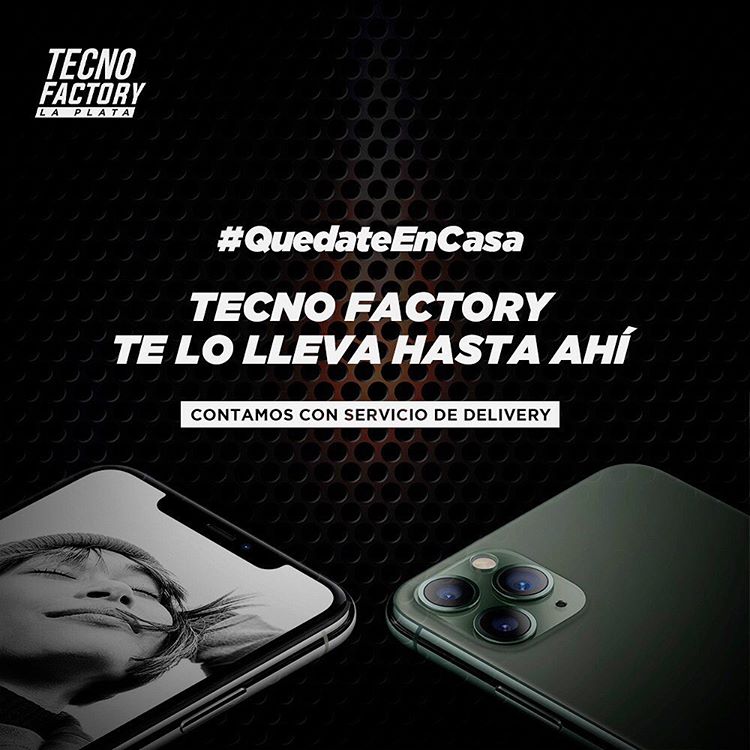 TECNO
FACTORY
LA PLATA
#QuedateEnCasa
TECNO FACTORY
TE LO LLEVA HASTA AHÍ
CONTAMOS CON SERVICIO DE DELIVERY